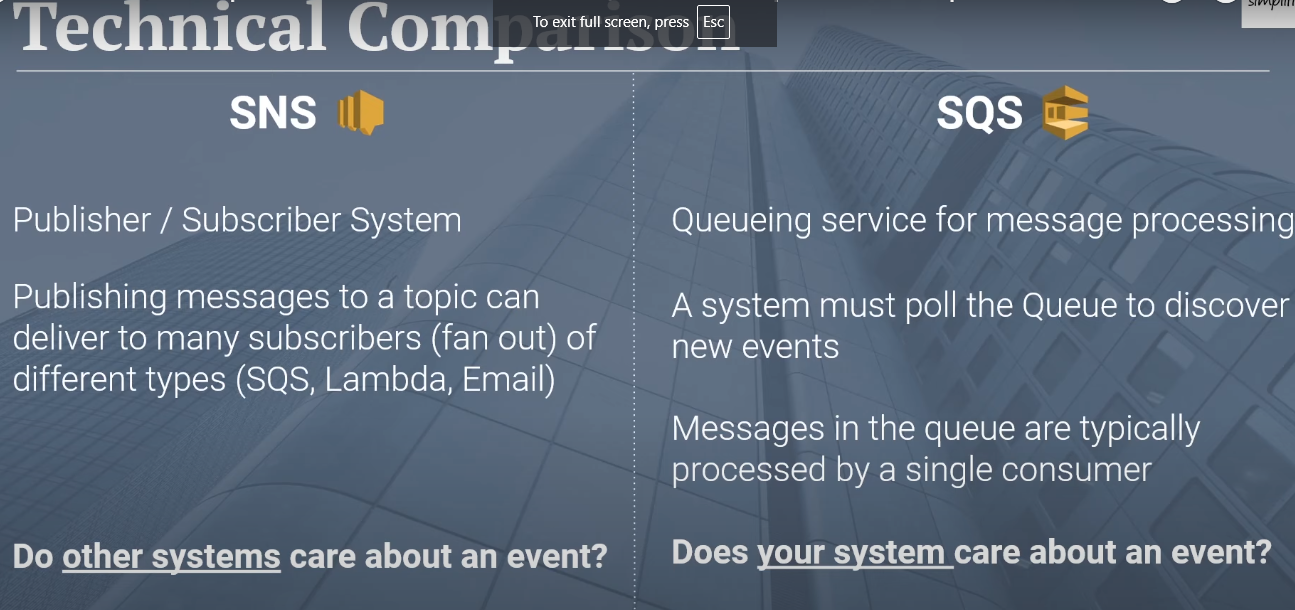 Technical Comparison
To exit full screen, press Esc
SNS
Publisher / Subscriber System
Publishing messages to a topic can
deliver to many subscribers (fan out) of
different types (SQS, Lambda, Email)
Do other systems care about an event?
SQS
Queueing service for message processing
A system must poll the Queue to discover
new events
Messages in the queue are typically
processed by a single consumer
Does your system care about an event?